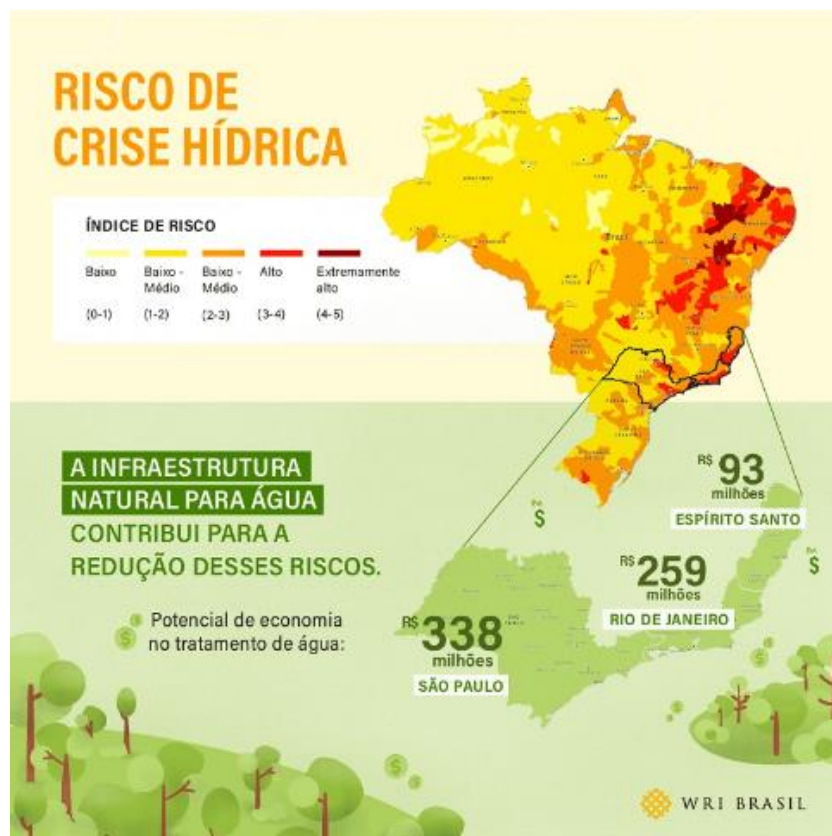 RISCO DE
CRISE HÍDRICA
ÍNDICE DE RISCO
Baixo
(0-1)
Baixo -
Médio
(1-2)
Baixo -
Médio
(2-3)
Alto
(3-4)
Extremamente
alto
(4-5)
Brasil
A INFRAESTRUTURA
NATURAL PARA ÁGUA
CONTRIBUI PARA A
REDUÇÃO DESSES RISCOS.
Potencial de economia
no tratamento de água:
R$ 93
milhões
ESPÍRITO SANTO
R$ 259
milhões
RIO DE JANEIRO
R$ 338
milhões
SÃO PAULO
$
$
WRI BRASIL